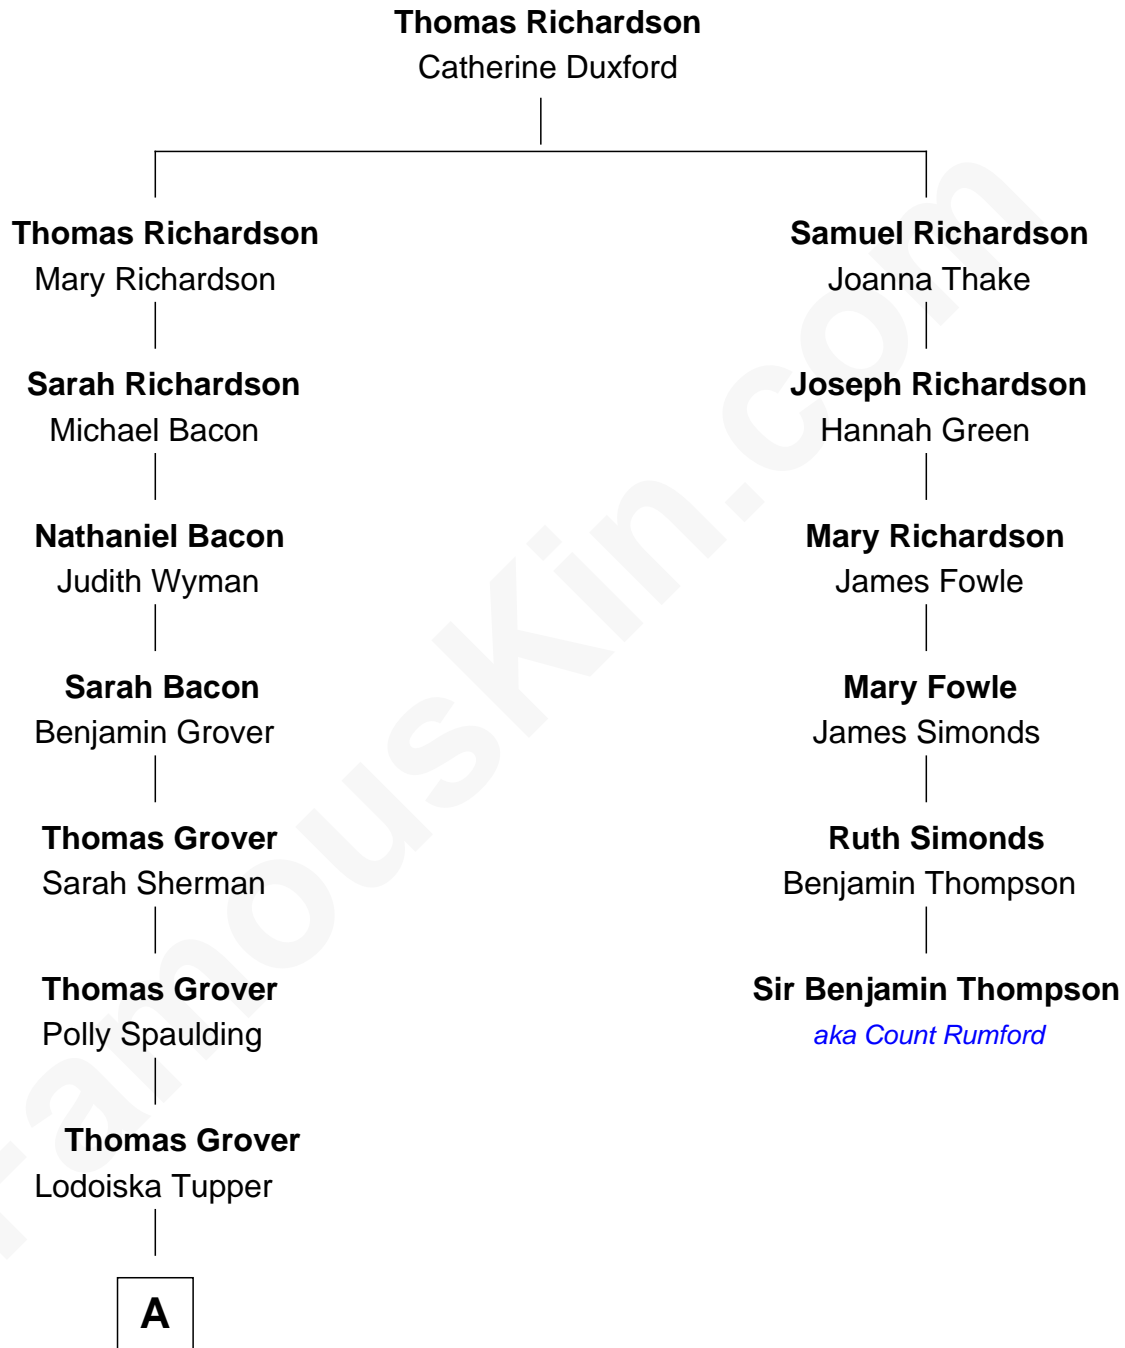 Thomas Richardson
Catherine Duxford
Thomas Richardson
Mary Richardson
Samuel Richardson
Joanna Thake
Sarah Richardson
Michael Bacon
Joseph Richardson
Hannah Green
Nathaniel Bacon
Judith Wyman
Mary Richardson
James Fowle
Sarah Bacon
Benjamin Grover
Mary Fowle
James Simonds
Thomas Grover
Sarah Sherman
Ruth Simonds
Benjamin Thompson
Thomas Grover
Polly Spaulding
Sir Benjamin Thompson
aka Count Rumford
Thomas Grover
Lodoiska Tupper
A
FamousKin.com